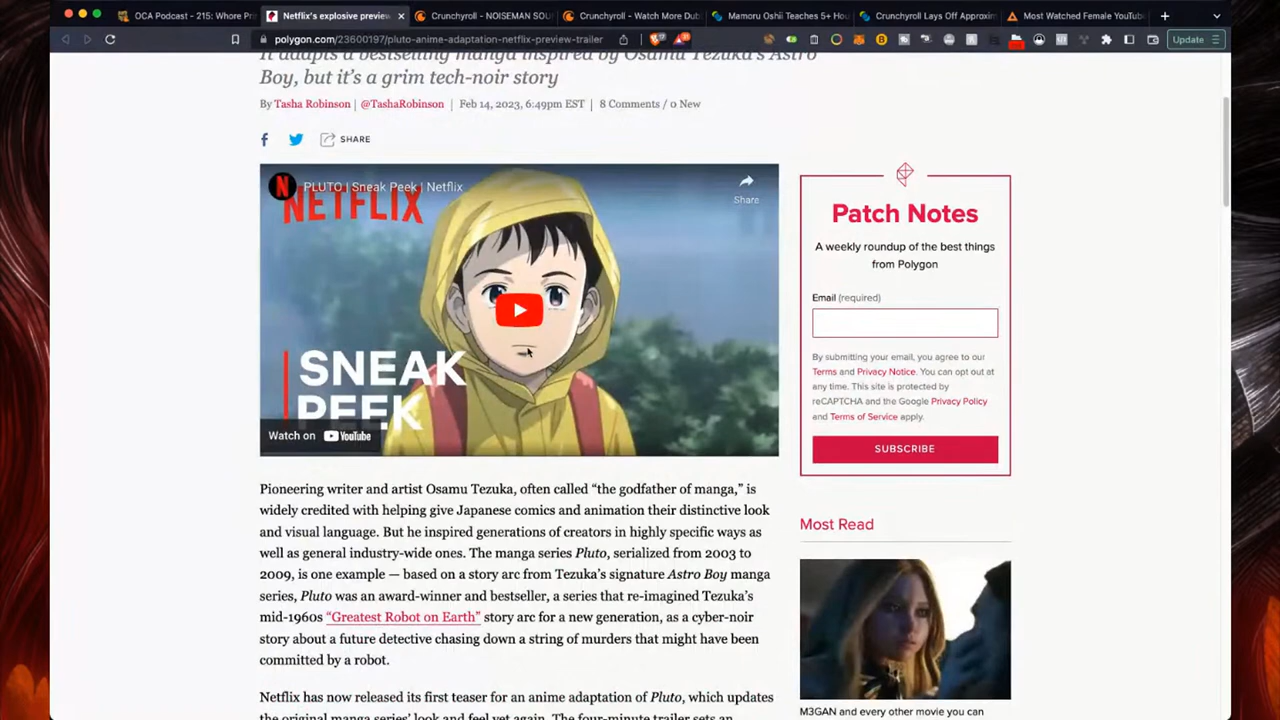 OCA Podcast - 215: Whore Pri
Netflix's explosive preview
Crunchyroll - NOISEMAN SOU
Crunchyroll - Watch More Dub
Mamoru Oshii Teaches 5+ Hou
Crunchyroll Lays Off Approxim
Most Watched Female YouTube
polygon.com/23600197/pluto-anime-adaptation-netflix-preview-trailer
Update
It adapts a bestselling manga inspired by Osamu Tezuka's Astro
Boy, but it's a grim tech-noir story
By Tasha Robinson | @TashaRobinson | Feb 14, 2023, 6:49pm EST | 8 Comments / 0 New
SHARE
PLUTO | Sneak Peek | Netflix
NETFLIX
Share
SNEAK
PEEK
Watch on YouTube
Patch Notes
A weekly roundup of the best things
from Polygon
Email (required)
By submitting your email, you agree to our
Terms and Privacy Notice. You can opt out at
any time. This site is protected by
reCAPTCHA and the Google Privacy Policy
and Terms of Service apply.
SUBSCRIBE
Pioneering writer and artist Osamu Tezuka, often called “the godfather of manga,” is
widely credited with helping give Japanese comics and animation their distinctive look
and visual language. But he inspired generations of creators in highly specific ways as
well as general industry-wide ones. The manga series Pluto, serialized from 2003 to
2009, is one example — based on a story arc from Tezuka's signature Astro Boy manga
series, Pluto was an award-winner and bestseller, a series that re-imagined Tezuka's
mid-1960s “Greatest Robot on Earth” story arc for a new generation, as a cyber-noir
story about a future detective chasing down a string of murders that might have been
committed by a robot.
Netflix has now released its first teaser for an anime adaptation of Pluto, which updates
the original manga series' look and feel yet again. The four-minute trailer sets an
Most Read
M3GAN and every other movie you can